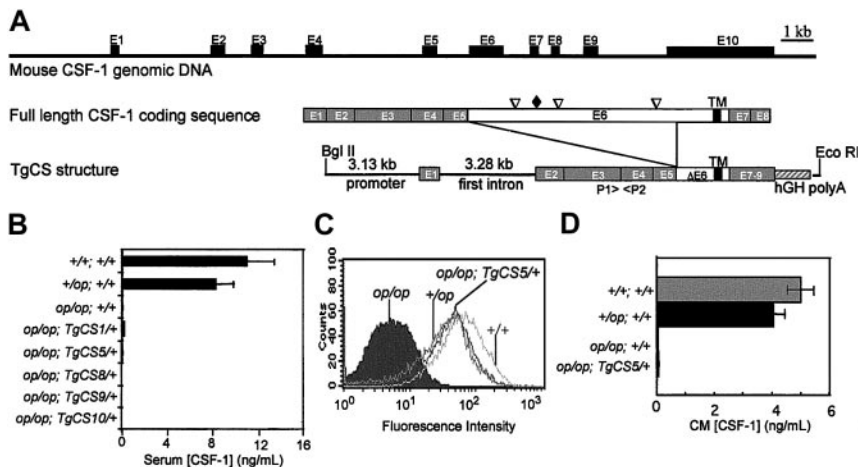 A
E1 E2 E3 E4 E5 E6 E7 E8 E9 E10 1 kb
Mouse CSF-1 genomic DNA
Full length CSF-1 coding sequence E1 E2 E3 E4 E5 E6 TM E7 E8
TgCS structure Bgl II 3.13 kb promoter E1 3.28 kb first intron E2 E3 E4 E5 ΔE6 TM E7-9 Eco RI
P1> <P2 hGH polyA
B
+/+; +/+
+/op; +/+
op/op; +/+
op/op; TgCS1/+
op/op; TgCS5/+
op/op; TgCS8/+
op/op; TgCS9/+
op/op; TgCS10/+
0 4 8 12 16
Serum [CSF-1] (ng/mL)
C
op/op; TgCS5/+
op/op +/op +/+
Counts
0 20 40 60 80 100
10⁰ 10¹ 10² 10³
Fluorescence Intensity
D
+/+; +/+
+/op; +/+
op/op; +/+
op/op; TgCS5/+
0 2 4 6
CM [CSF-1] (ng/mL)